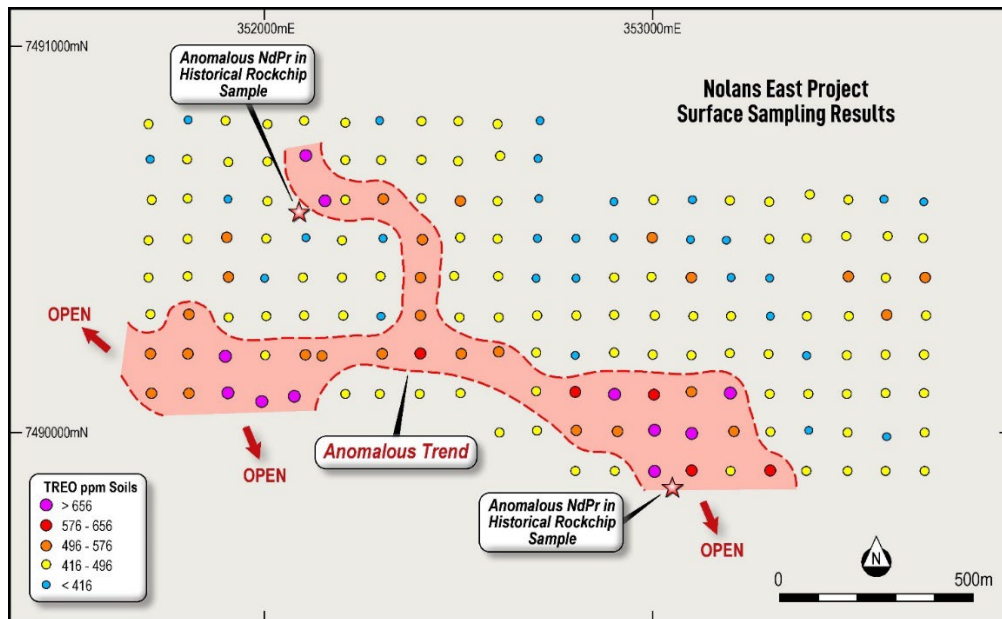 352000mE
353000mE
7491000mN
Anomalous NdPr in
Historical Rockchip
Sample
Nolans East Project
Surface Sampling Results
OPEN
7490000mN
OPEN
Anomalous Trend
TREO ppm Soils
> 656
576 - 656
496 - 576
416 - 496
< 416
Anomalous NdPr in
Historical Rockchip
Sample
OPEN
N
0
500m